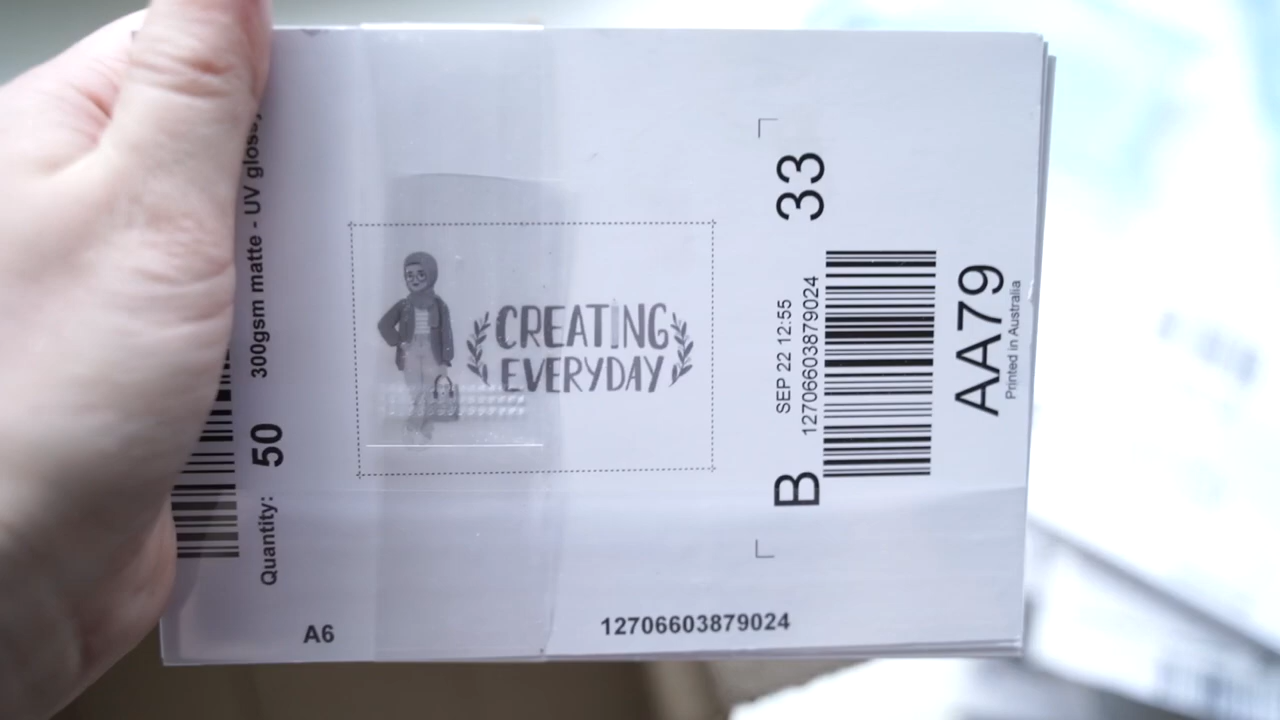 300gsm matte - UV gloss,
Quantity: 50
A6
CREATING
EVERYDAY
12706603879024
B 33
SEP 22 12:55
12706603879024
AA79
Printed in Australia